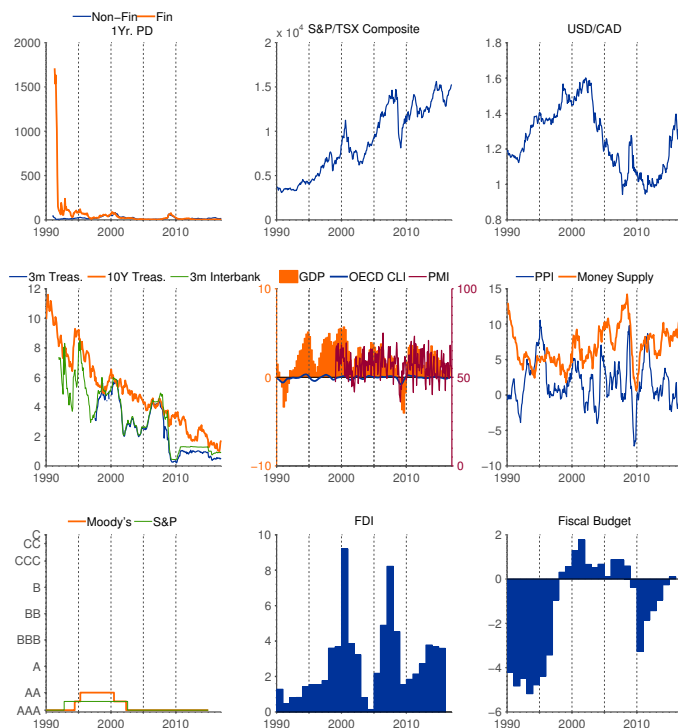 Non-Fin Fin
1Yr. PD
2000
1500
1000
500
0
1990 2000 2010
S&P/TSX Composite
2 x 10⁴
1.5
1
0.5
0
1990 2000 2010
USD/CAD
1.8
1.6
1.4
1.2
1
0.8
1990 2000 2010
3m Treas. 10Y Treas. 3m Interbank
12
10
8
6
4
2
0
1990 2000 2010
GDP OECD CLI PMI
10 100
0 50
−10 0
1990 2000 2010
PPI Money Supply
15
10
5
0
−5
−10
1990 2000 2010
Moody's S&P
C
CC
CCC
B
BB
BBB
A
AA
AAA
1990 2000 2010
FDI
10
8
6
4
2
0
1990 2000 2010
Fiscal Budget
2
0
−2
−4
−6
1990 2000 2010